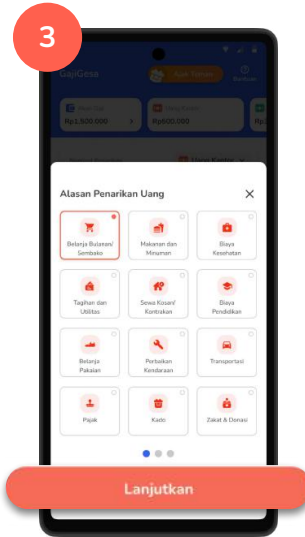 3
GajiGesa
Ajak Teman
Bantuan
Rp1,500.000
Rp600.000
Alasan Penarikan Uang
Belanja Bulanan/
Sembako
Makanan dan
Minuman
Biaya
Kesehatan
Tagihan dan
Utilitas
Sewa Kosan/
Kontrakan
Biaya
Pendidikan
Belanja
Pakaian
Perbaikan
Kendaraan
Transportasi
Pajak
Kado
Zakat & Donasi
Lanjutkan